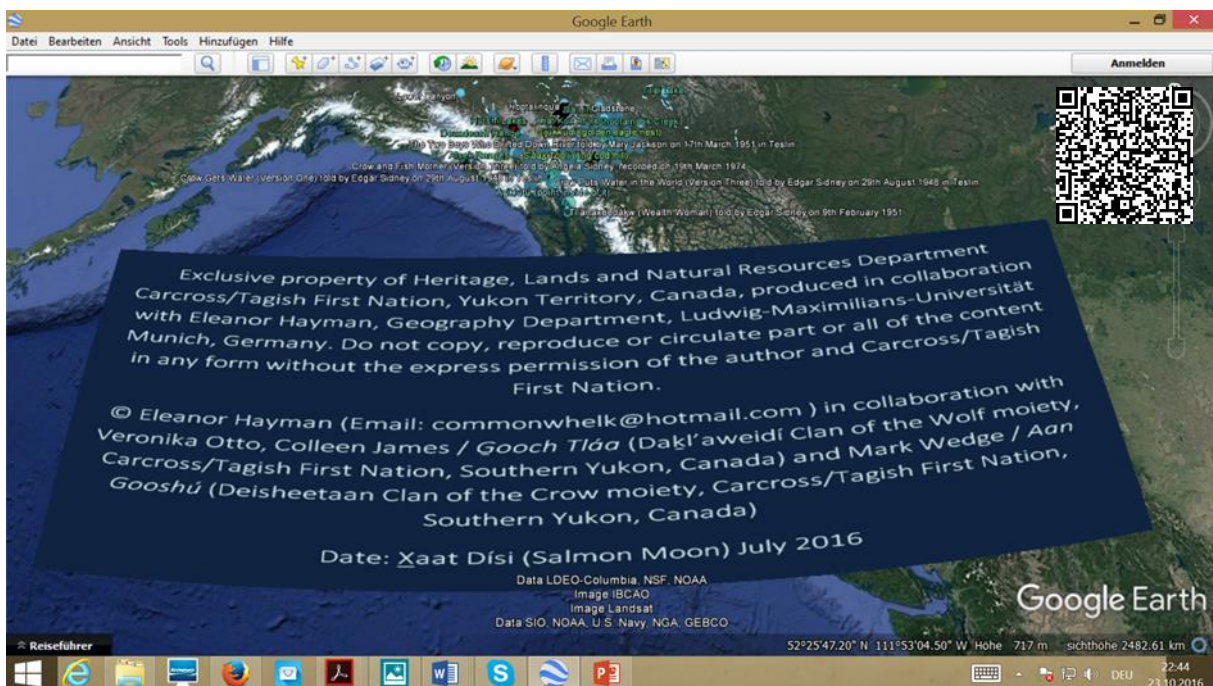 Google Earth
Datei Bearbeiten Ansicht Tools Hinzufügen Hilfe
Anmelden
Gladstone
The Two Boys Who Drifted Down River told by Mary Jackson on 17th March 1951 in Teslin
Crow and Fish Mother (Version Three) told by Angela Sidney recorded on 19th March 1974
Crow Gets Water (Version One) told by Edgar Sidney on 29th August
Puts Water in the World (Version Three) told by Edgar Sidney on 29th August 1948 in Teslin
(Wealth Woman) told by Edgar Sidney on 9th February 1951
Exclusive property of Heritage, Lands and Natural Resources Department
Carcross/Tagish First Nation, Yukon Territory, Canada, produced in collaboration
with Eleanor Hayman, Geography Department, Ludwig-Maximilians-Universität
Munich, Germany. Do not copy, reproduce or circulate part or all of the content
in any form without the express permission of the author and Carcross/Tagish
First Nation.
© Eleanor Hayman (Email: commonwhelk@hotmail.com ) in collaboration with
Veronika Otto, Colleen James / Gooch Tláa (Daḵl’aweidí Clan of the Wolf moiety,
Carcross/Tagish First Nation, Southern Yukon, Canada) and Mark Wedge / Aan
Gooshú (Deisheetaan Clan of the Crow moiety, Carcross/Tagish First Nation,
Southern Yukon, Canada)
Date: X̱aat Dísi (Salmon Moon) July 2016
Data LDEO-Columbia, NSF, NOAA
Image IBCAO
Image Landsat
Data SIO, NOAA, U.S. Navy, NGA, GEBCO
Google Earth
Reiseführer
52°25'47.20" N 111°53'04.50" W Höhe 717 m sichthöhe 2482.61 km
DEU
22:44
23.10.2016